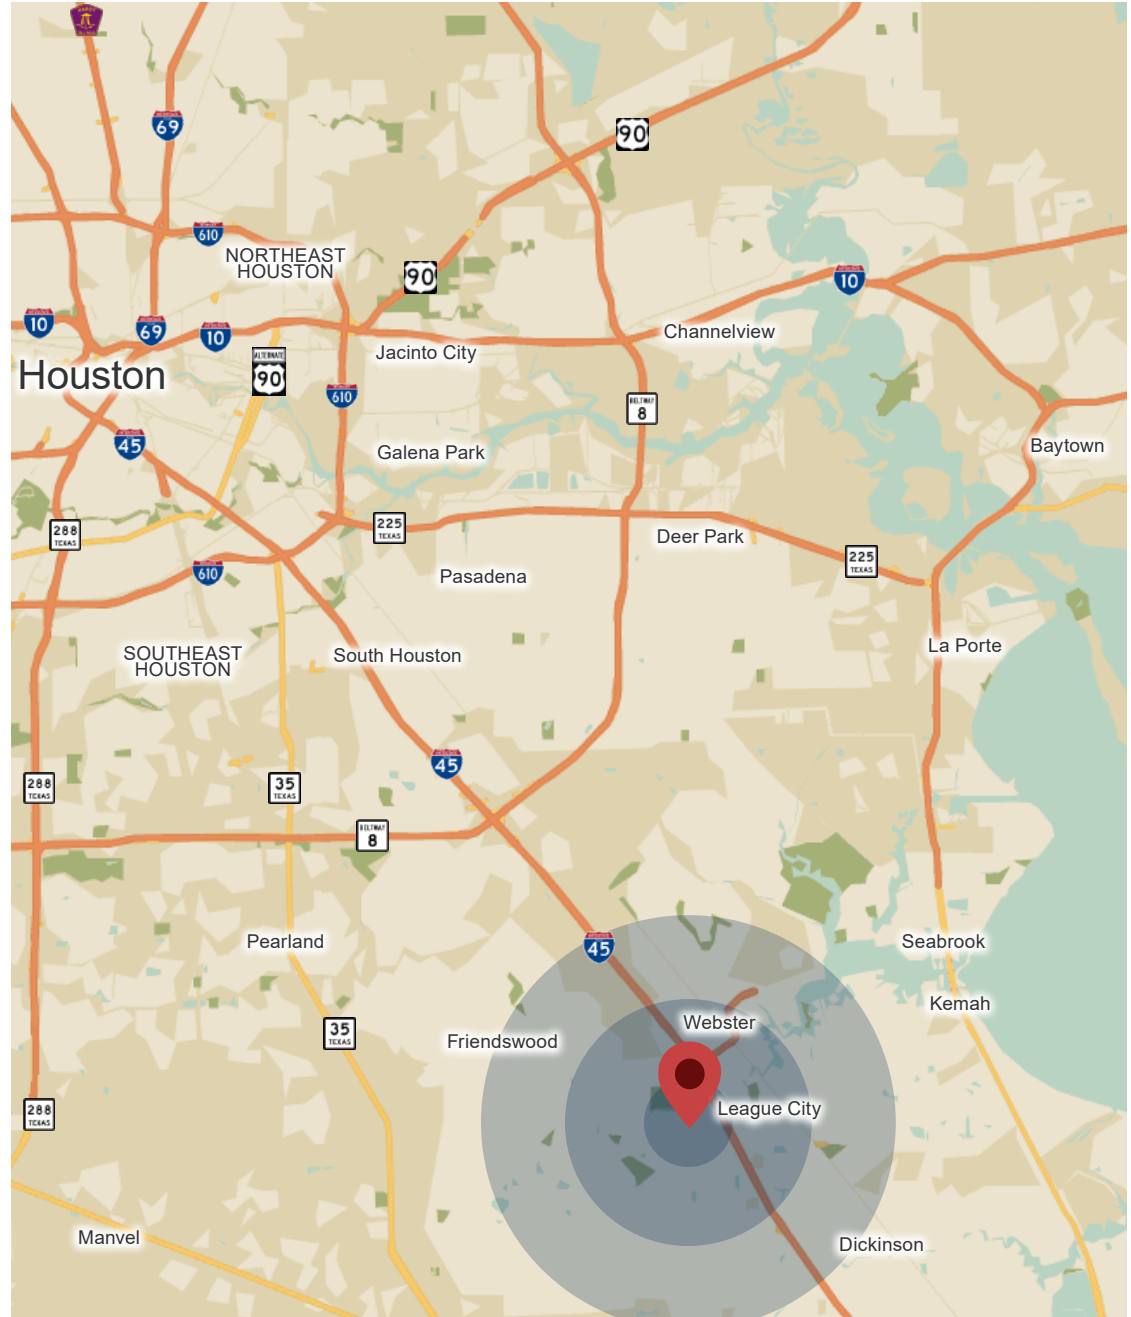 HARDY
90
69
610
NORTHEAST
HOUSTON
90
10
10
69
10
Channelview
ALTERNATE
90
Jacinto City
Houston
610
BELTWAY
8
45
Baytown
Galena Park
288
TEXAS
225
TEXAS
Deer Park
225
TEXAS
610
Pasadena
La Porte
SOUTHEAST
HOUSTON
South Houston
45
288
TEXAS
35
TEXAS
BELTWAY
8
Pearland
45
Seabrook
Kemah
35
TEXAS
Friendswood
Webster
288
TEXAS
League City
Manvel
Dickinson